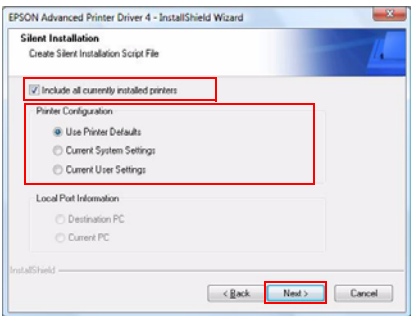 EPSON Advanced Printer Driver 4 - InstallShield Wizard
Silent Installation
Create Silent Installation Script File
Include all currently installed printers
Printer Configuration
Use Printer Defaults
Current System Settings
Current User Settings
Local Port Information
Destination PC
Current PC
InstallShield
< Back
Next >
Cancel